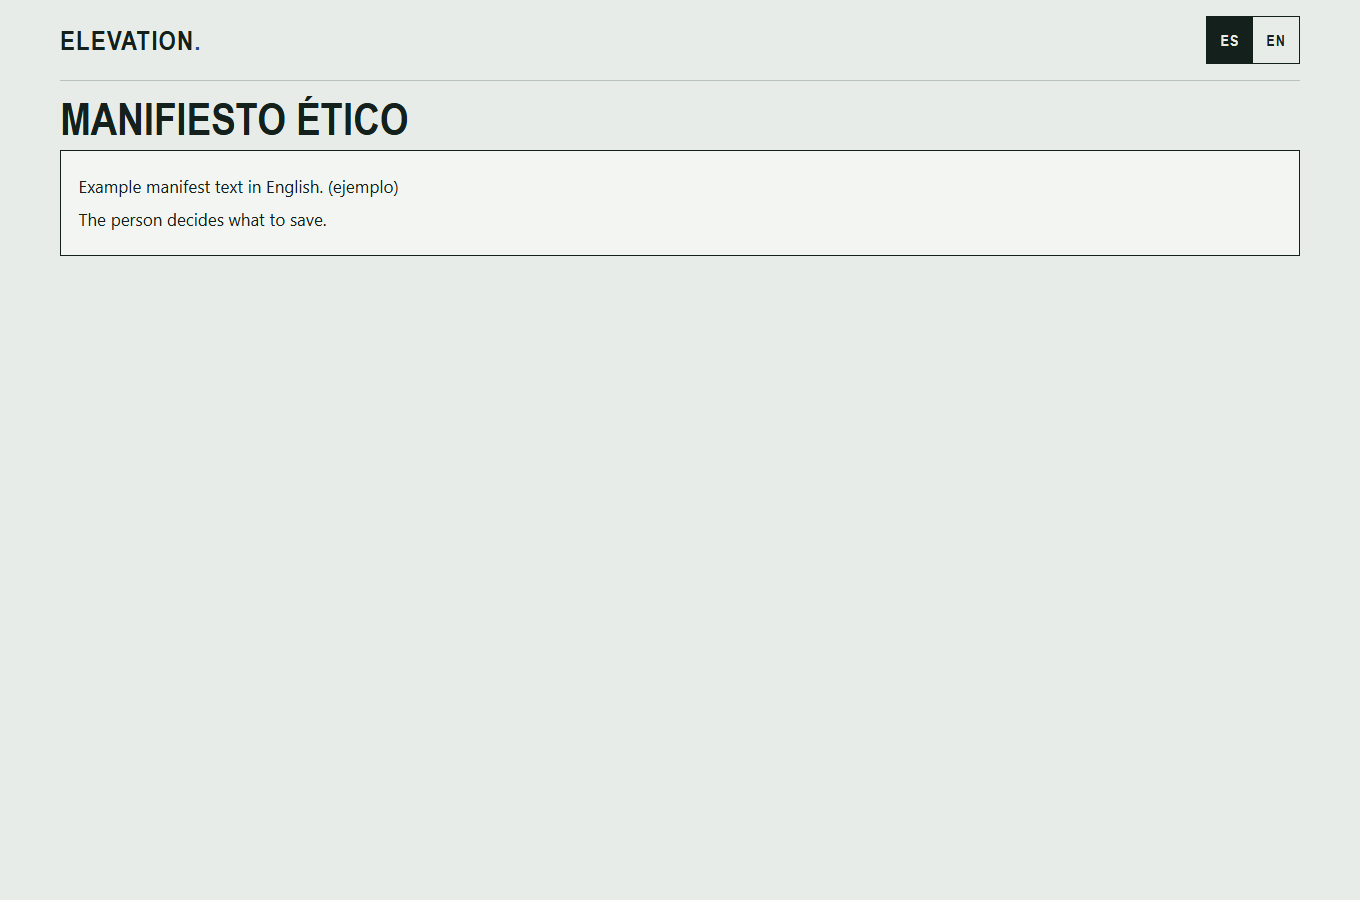 ELEVATION.
ES EN
MANIFIESTO ÉTICO
Example manifest text in English. (ejemplo)
The person decides what to save.